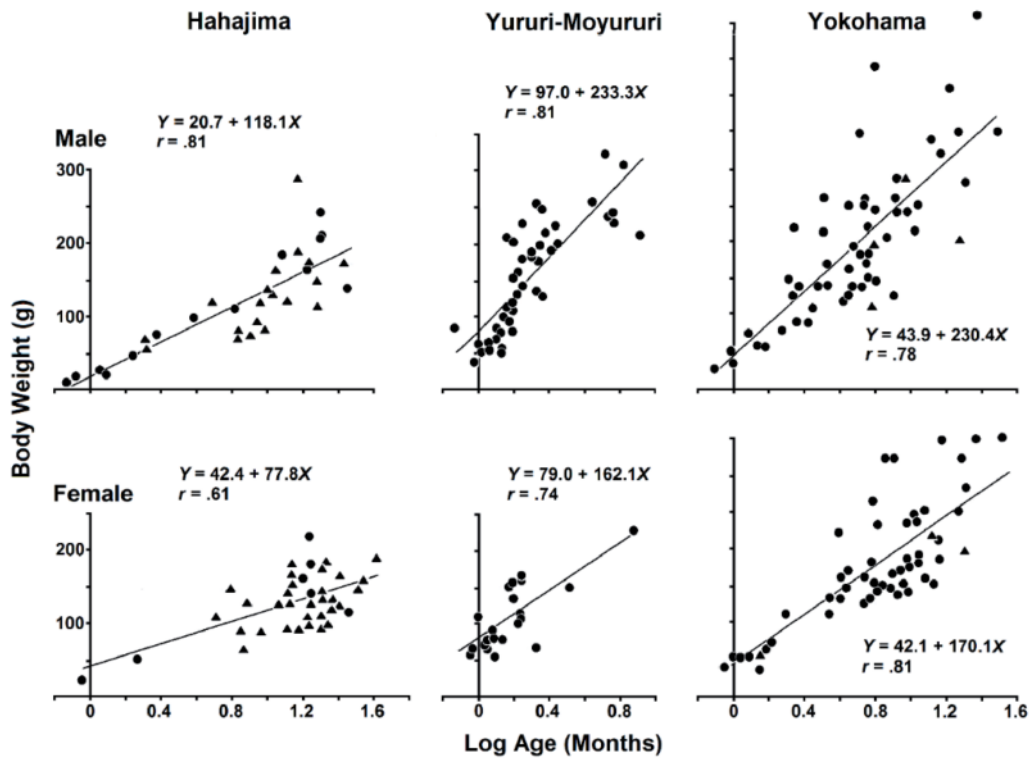 Hahajima
Yururi-Moyururi
Yokohama
Y = 97.0 + 233.3X
r = .81
Y = 20.7 + 118.1X
r = .81
Male
300
200
100
Y = 43.9 + 230.4X
r = .78
Body Weight (g)
Y = 42.4 + 77.8X
r = .61
Y = 79.0 + 162.1X
r = .74
Female
200
100
Y = 42.1 + 170.1X
r = .81
0 0.4 0.8 1.2 1.6
0 0.4 0.8
0 0.4 0.8 1.2 1.6
Log Age (Months)